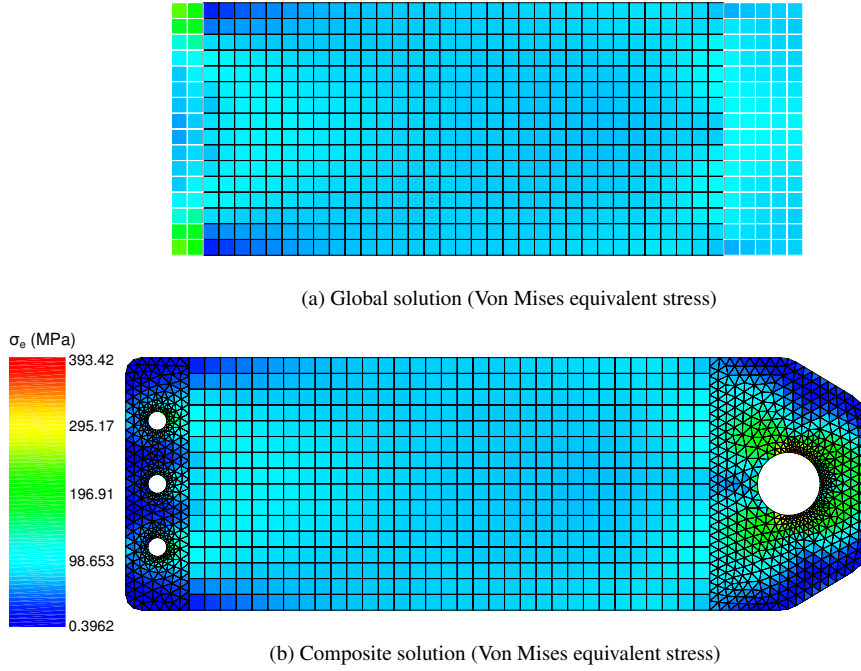 (a) Global solution (Von Mises equivalent stress)
σe (MPa)
393.42
295.17
196.91
98.653
0.3962
(b) Composite solution (Von Mises equivalent stress)